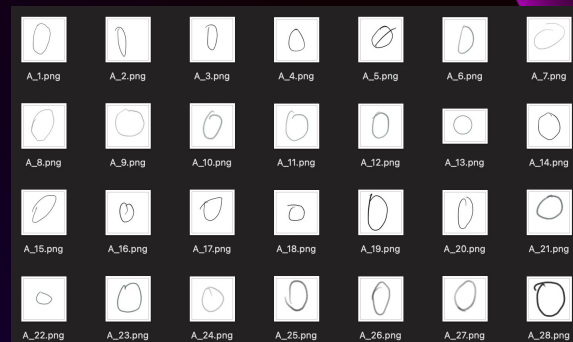 A_1.png A_2.png A_3.png A_4.png A_5.png A_6.png A_7.png
A_8.png A_9.png A_10.png A_11.png A_12.png A_13.png A_14.png
A_15.png A_16.png A_17.png A_18.png A_19.png A_20.png A_21.png
A_22.png A_23.png A_24.png A_25.png A_26.png A_27.png A_28.png